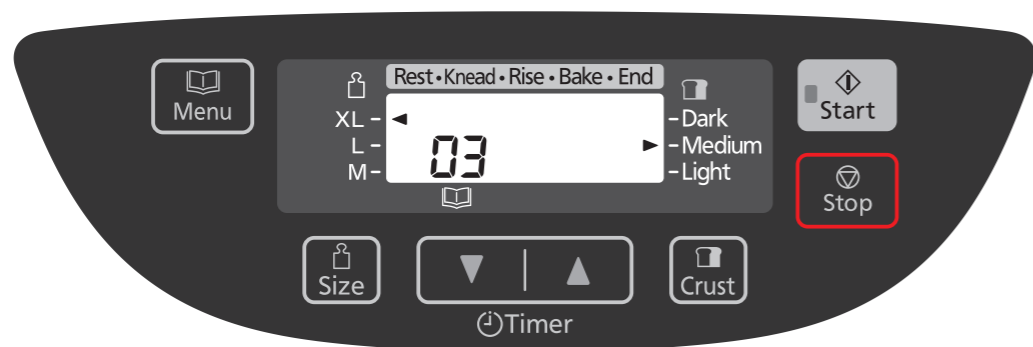 Menu
Rest • Knead • Rise • Bake • End
XL
L
M
03
Dark
Medium
Light
Start
Stop
Size
Timer
Crust